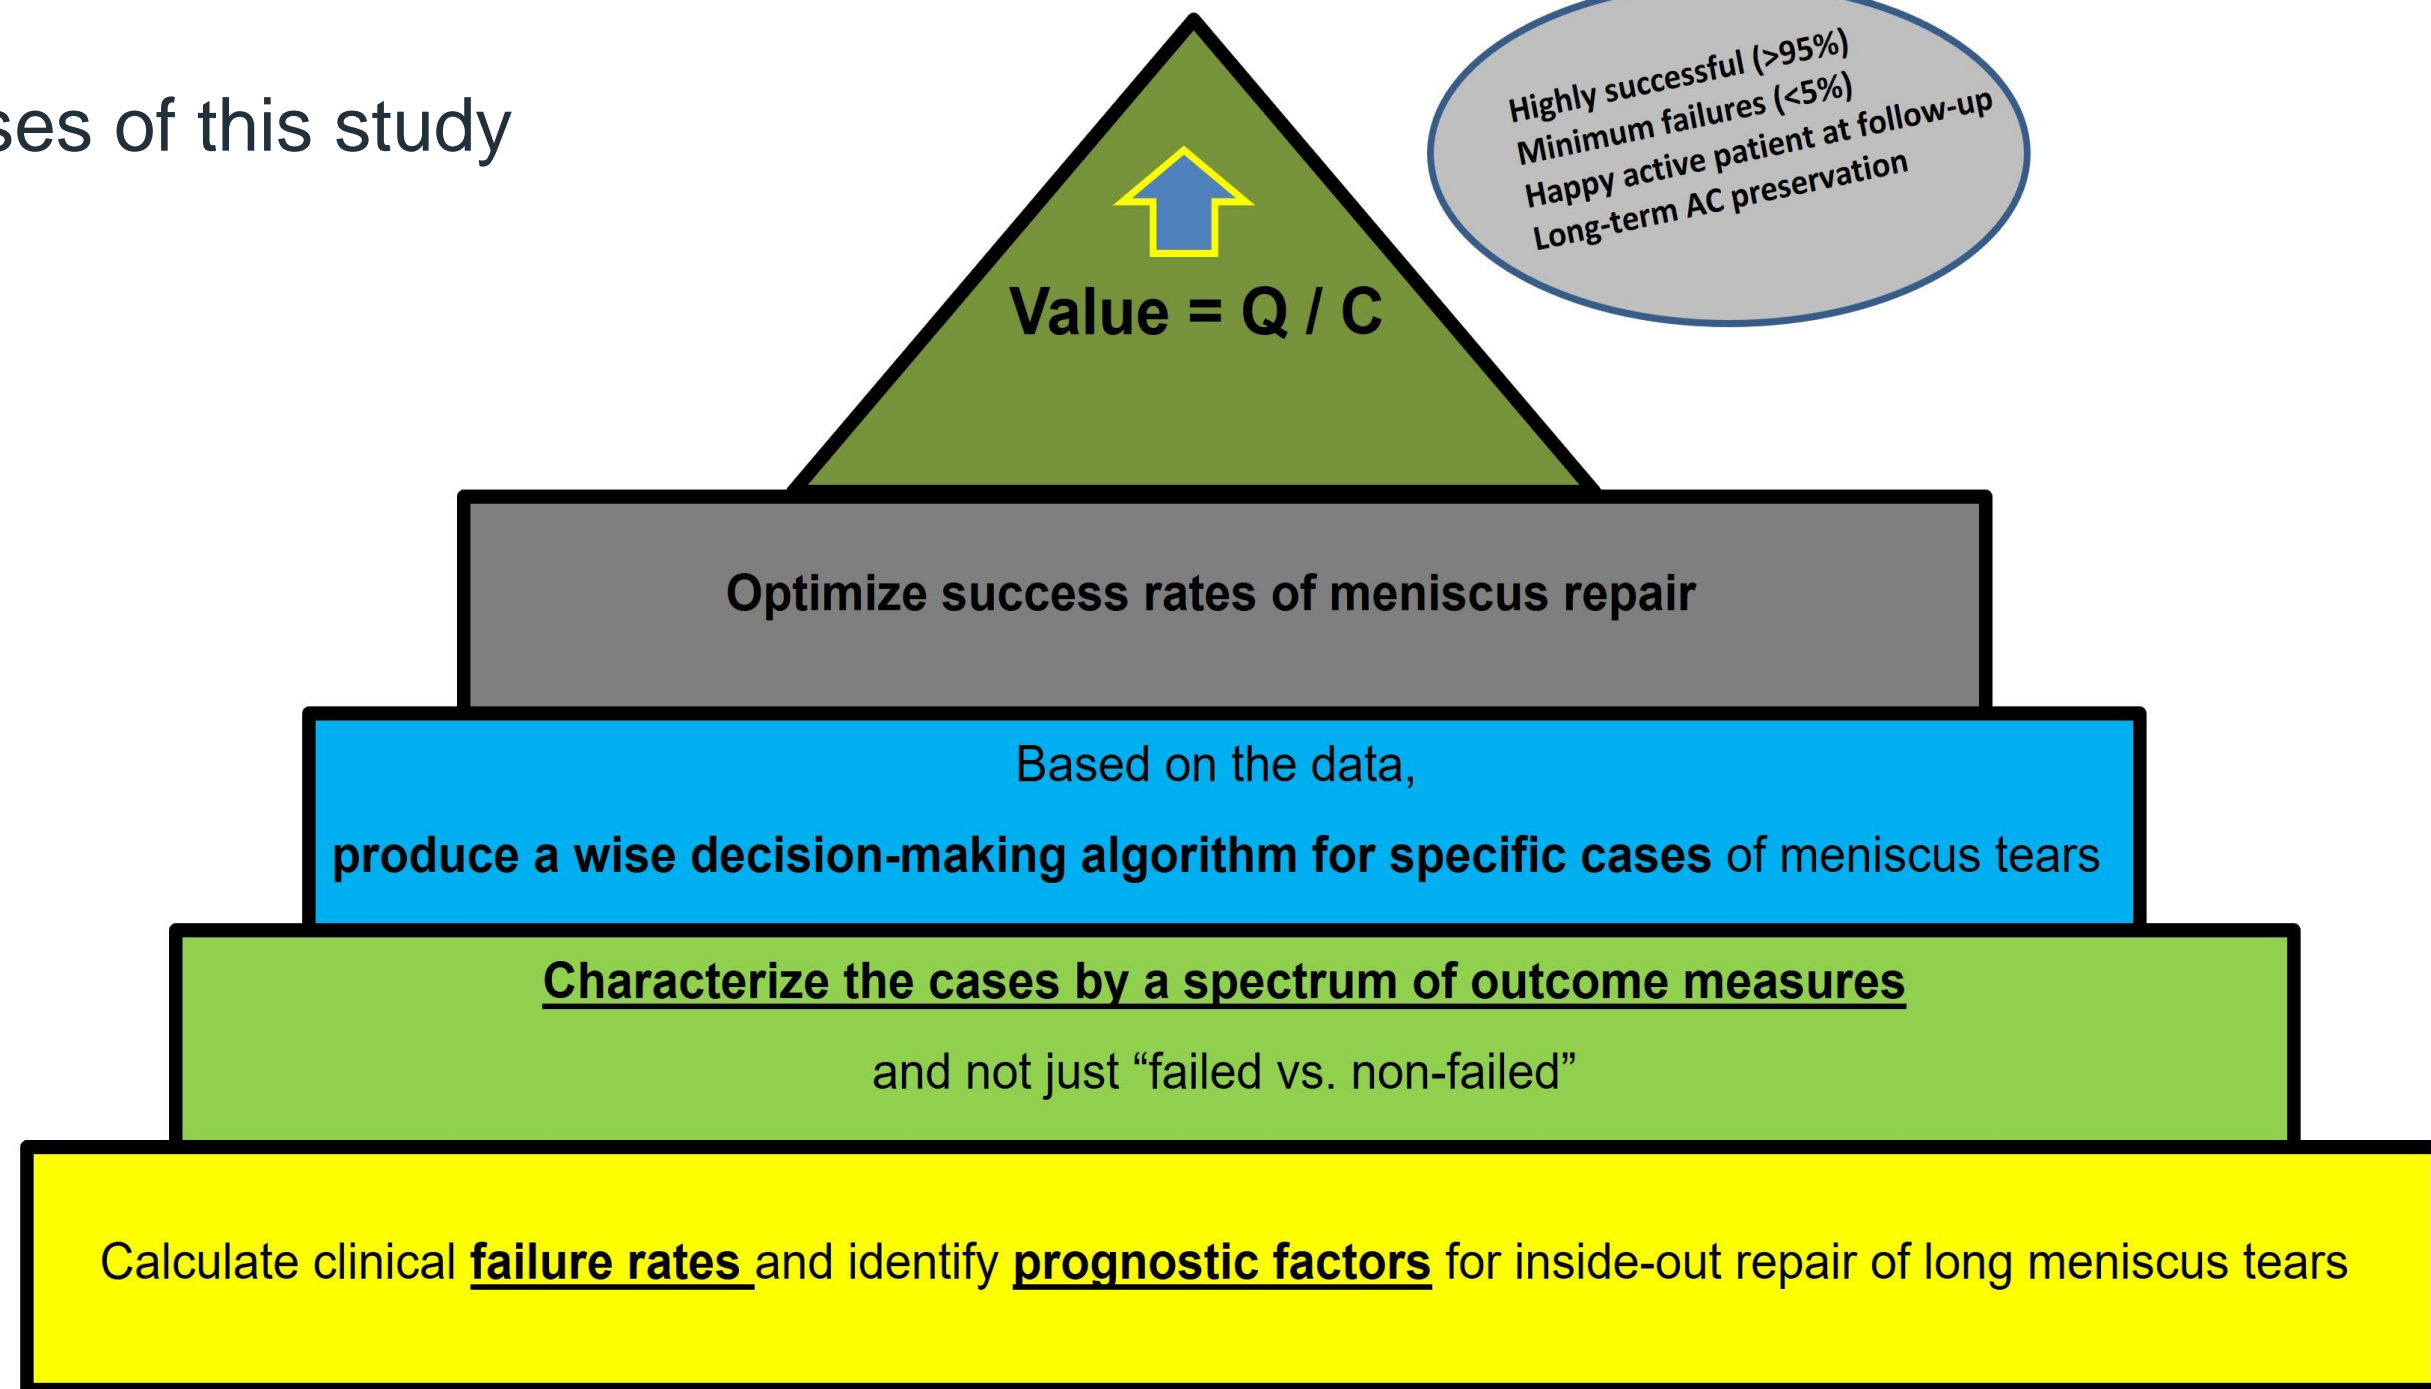 ses of this study
Highly successful (>95%)
Minimum failures (<5%)
Happy active patient at follow-up
Long-term AC preservation
Value = Q / C
Optimize success rates of meniscus repair
Based on the data,
produce a wise decision-making algorithm for specific cases of meniscus tears
Characterize the cases by a spectrum of outcome measures
and not just “failed vs. non-failed”
Calculate clinical failure rates and identify prognostic factors for inside-out repair of long meniscus tears